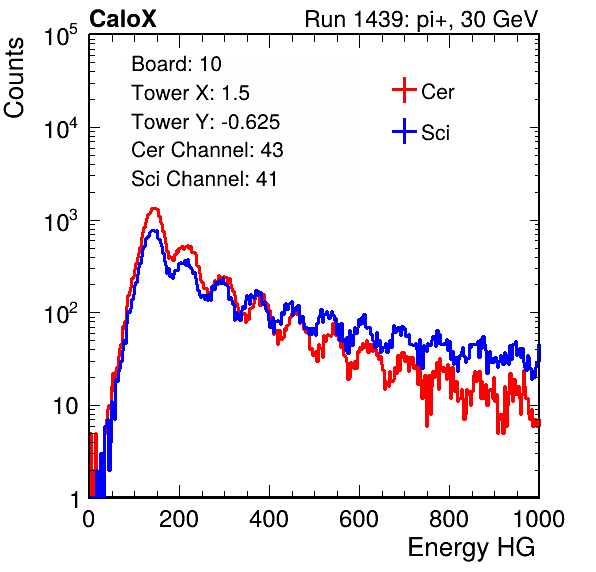 CaloX Run 1439: pi+, 30 GeV
Counts
Board: 10
Tower X: 1.5
Tower Y: -0.625
Cer Channel: 43
Sci Channel: 41
Cer
Sci
10^5
10^4
10^3
10^2
10
1
0 200 400 600 800 1000
Energy HG